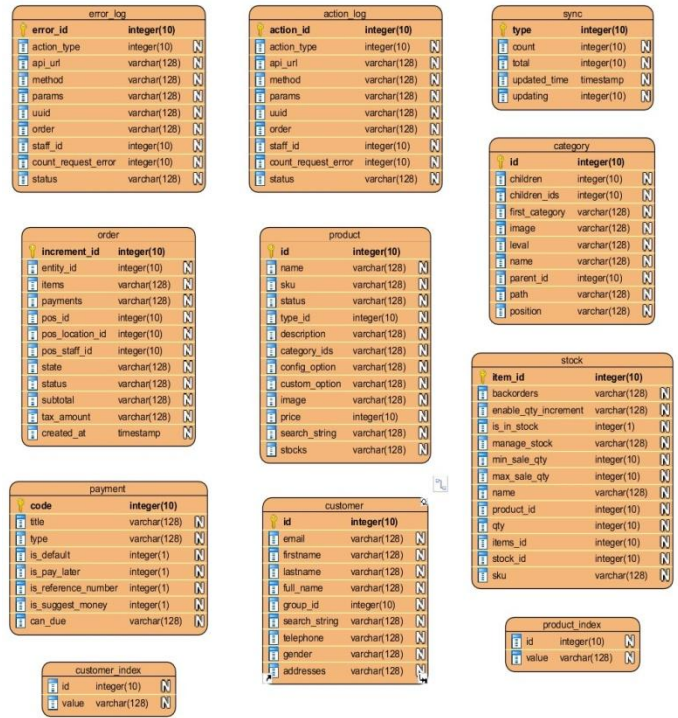 error_log
error_id integer(10)
action_type integer(10) N
api_url varchar(128) N
method varchar(128) N
params varchar(128) N
uuid varchar(128) N
order varchar(128) N
staff_id integer(10) N
count_request_error integer(10) N
status varchar(128) N
action_log
action_id integer(10)
action_type integer(10) N
api_url varchar(128) N
method varchar(128) N
params varchar(128) N
uuid varchar(128) N
order varchar(128) N
staff_id integer(10) N
count_request_error integer(10) N
status varchar(128) N
sync
type integer(10)
count integer(10) N
total integer(10) N
updated_time timestamp N
updating integer(10) N
category
id integer(10)
children integer(10) N
children_ids integer(10) N
first_category varchar(128) N
image varchar(128) N
leval varchar(128) N
name varchar(128) N
parent_id integer(10) N
path varchar(128) N
position varchar(128) N
order
increment_id integer(10)
entity_id integer(10) N
items varchar(128) N
payments varchar(128) N
pos_id integer(10) N
pos_location_id integer(10) N
pos_staff_id integer(10) N
state varchar(128) N
status varchar(128) N
subtotal varchar(128) N
tax_amount varchar(128) N
created_at timestamp N
product
id integer(10)
name varchar(128) N
sku varchar(128) N
status varchar(128) N
type_id integer(10) N
description varchar(128) N
category_ids varchar(128) N
config_option varchar(128) N
custom_option varchar(128) N
image varchar(128) N
price integer(10) N
search_string varchar(128) N
stocks varchar(128) N
stock
item_id integer(10)
backorders varchar(128) N
enable_qty_increment varchar(128) N
is_in_stock integer(1) N
manage_stock varchar(128) N
min_sale_qty integer(10) N
max_sale_qty integer(10) N
name varchar(128) N
product_id integer(10) N
qty integer(10) N
items_id integer(10) N
stock_id integer(10) N
sku varchar(128) N
payment
code integer(10)
title varchar(128) N
type varchar(128) N
is_default integer(1) N
is_pay_later integer(1) N
is_reference_number integer(1) N
is_suggest_money integer(1) N
can_due varchar(128) N
customer
id integer(10)
email varchar(128) N
firstname varchar(128) N
lastname varchar(128) N
full_name varchar(128) N
group_id integer(10) N
search_string varchar(128) N
telephone varchar(128) N
gender varchar(128) N
addresses varchar(128) N
product_index
id integer(10) N
value varchar(128) N
customer_index
id integer(10) N
value varchar(128) N